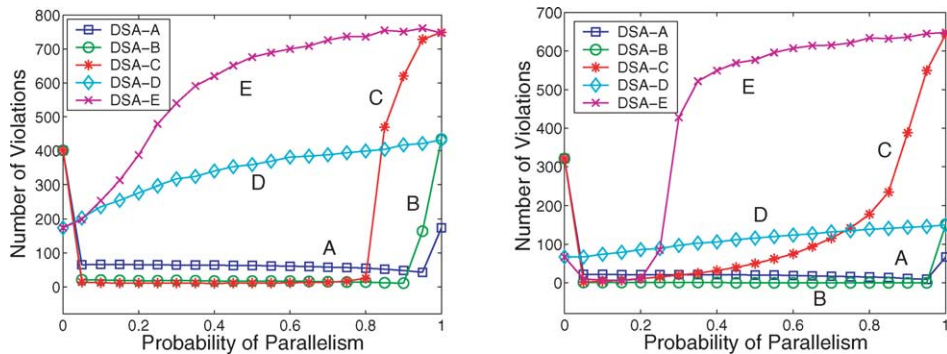 800
700
600
500
400
300
200
100
0
Number of Violations
DSA-A
DSA-B
DSA-C
DSA-D
DSA-E
E
C
D
B
A
0
0.2
0.4
0.6
0.8
1
Probability of Parallelism
700
600
500
400
300
200
100
0
Number of Violations
DSA-A
DSA-B
DSA-C
DSA-D
DSA-E
E
C
D
A
B
0
0.2
0.4
0.6
0.8
1
Probability of Parallelism